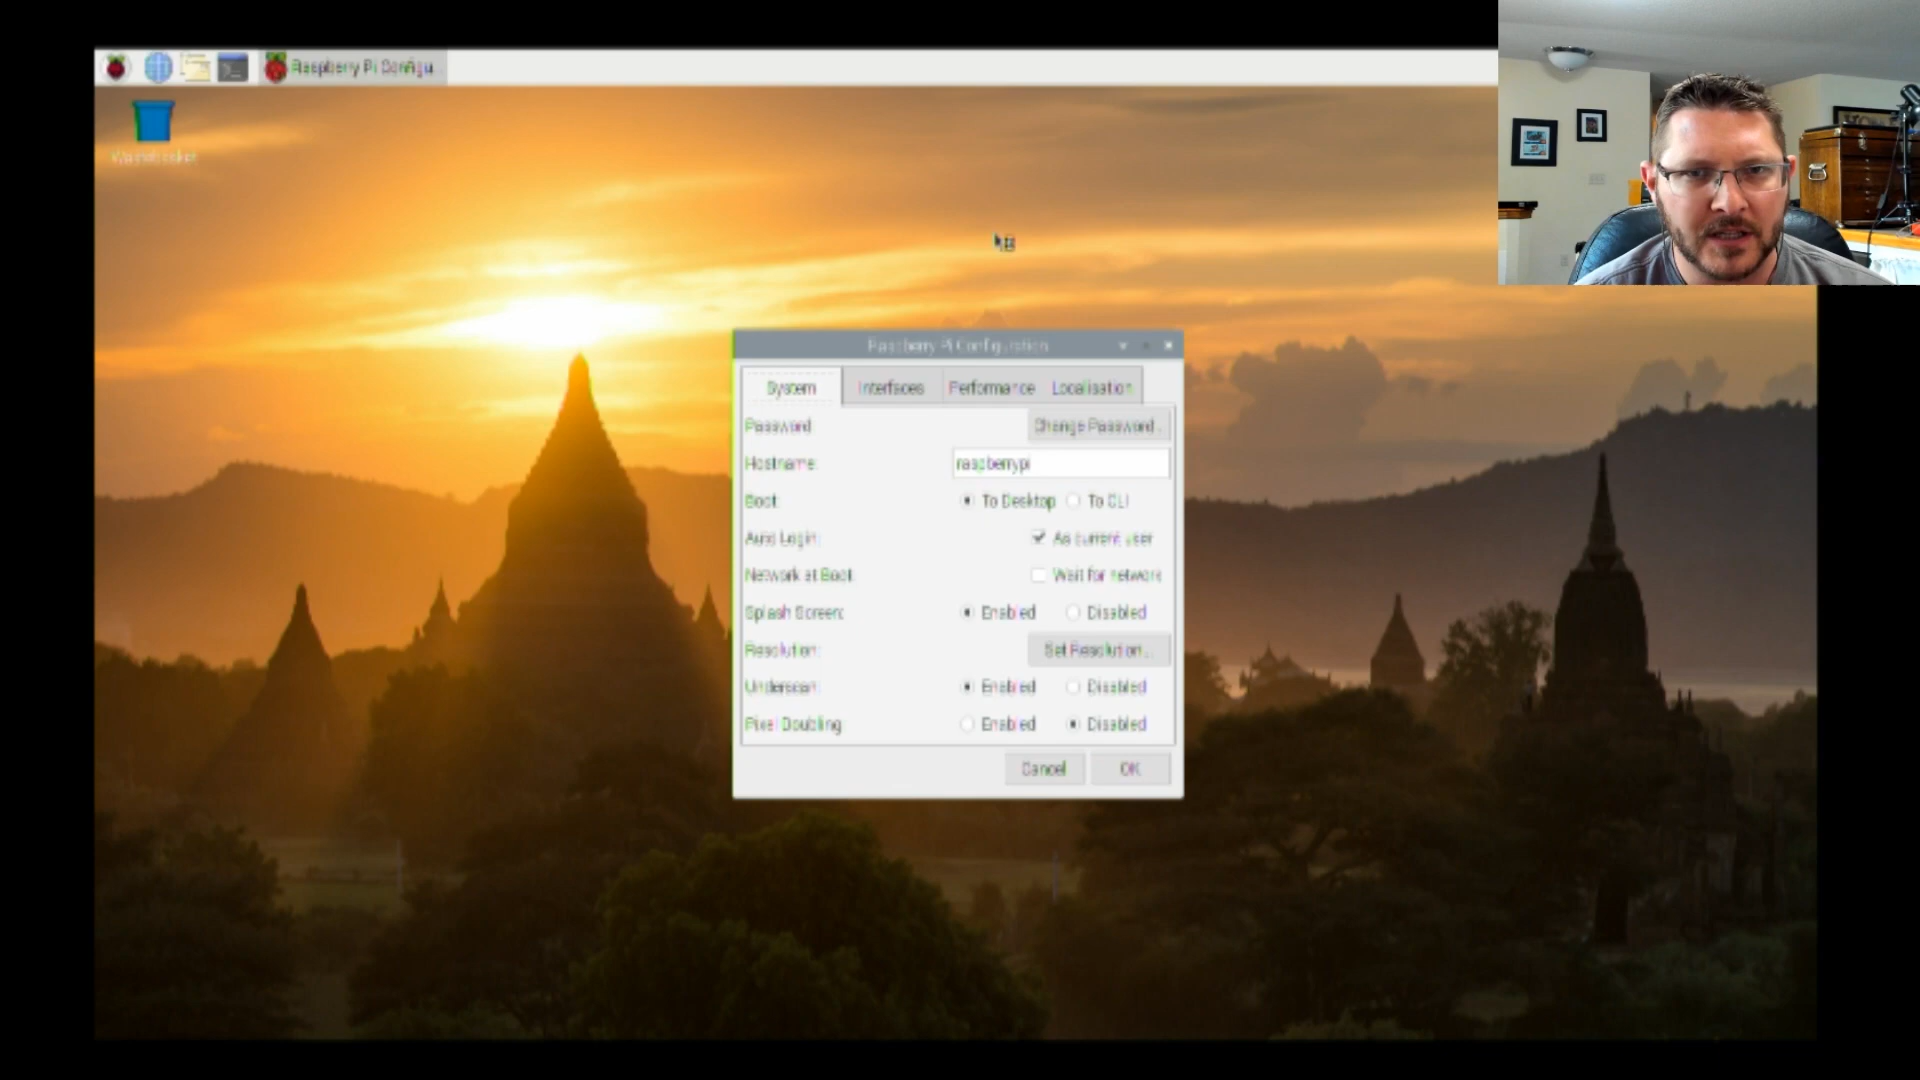 Raspberry Pi Configu
Wastebasket
Raspberry Pi Configuration
System Interfaces Performance Localisation
Password: Change Password...
Hostname: raspberrypi
Boot: To Desktop To CLI
Auto Login: As current user
Network at Boot: Wait for network
Splash Screen: Enabled Disabled
Resolution: Set Resolution...
Underscan: Enabled Disabled
Pixel Doubling: Enabled Disabled
Cancel OK